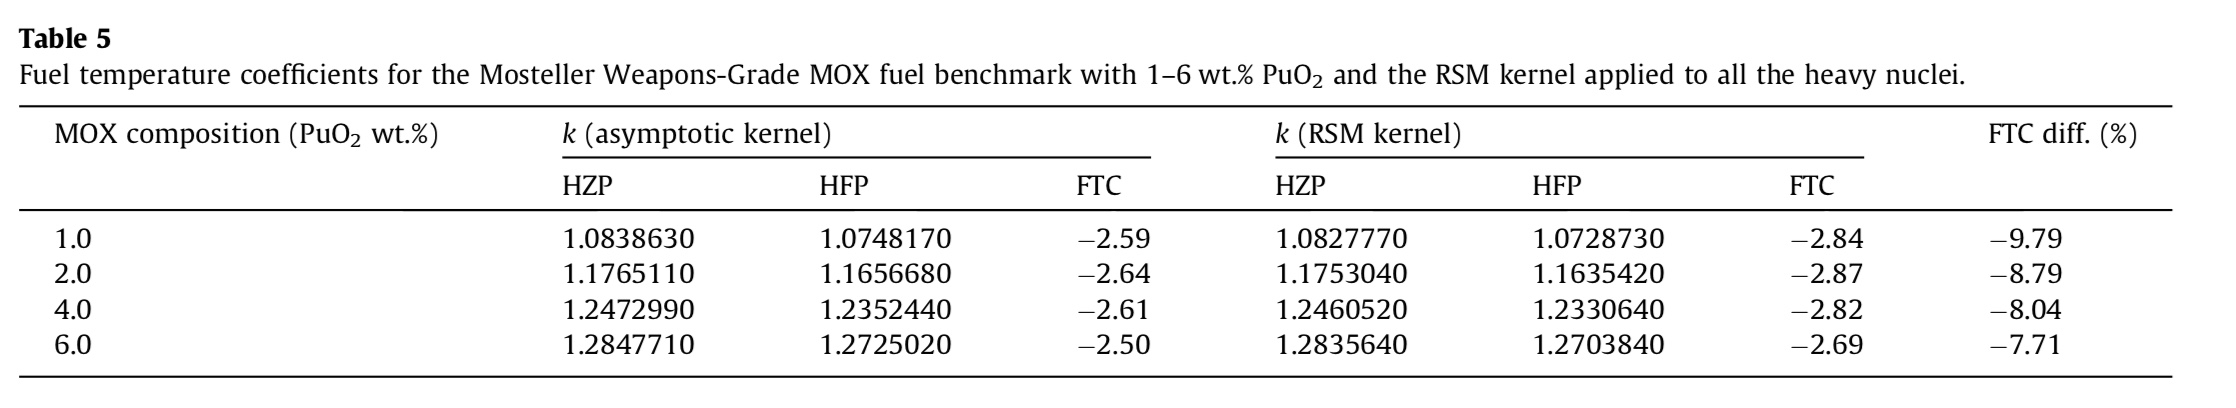 Table 5
Fuel temperature coefficients for the Mosteller Weapons-Grade MOX fuel benchmark with 1–6 wt.% PuO₂ and the RSM kernel applied to all the heavy nuclei.
MOX composition (PuO₂ wt.%) k (asymptotic kernel) k (RSM kernel) FTC diff. (%)
HZP HFP FTC HZP HFP FTC
1.0 1.0838630 1.0748170 −2.59 1.0827770 1.0728730 −2.84 −9.79
2.0 1.1765110 1.1656680 −2.64 1.1753040 1.1635420 −2.87 −8.79
4.0 1.2472990 1.2352440 −2.61 1.2460520 1.2330640 −2.82 −8.04
6.0 1.2847710 1.2725020 −2.50 1.2835640 1.2703840 −2.69 −7.71